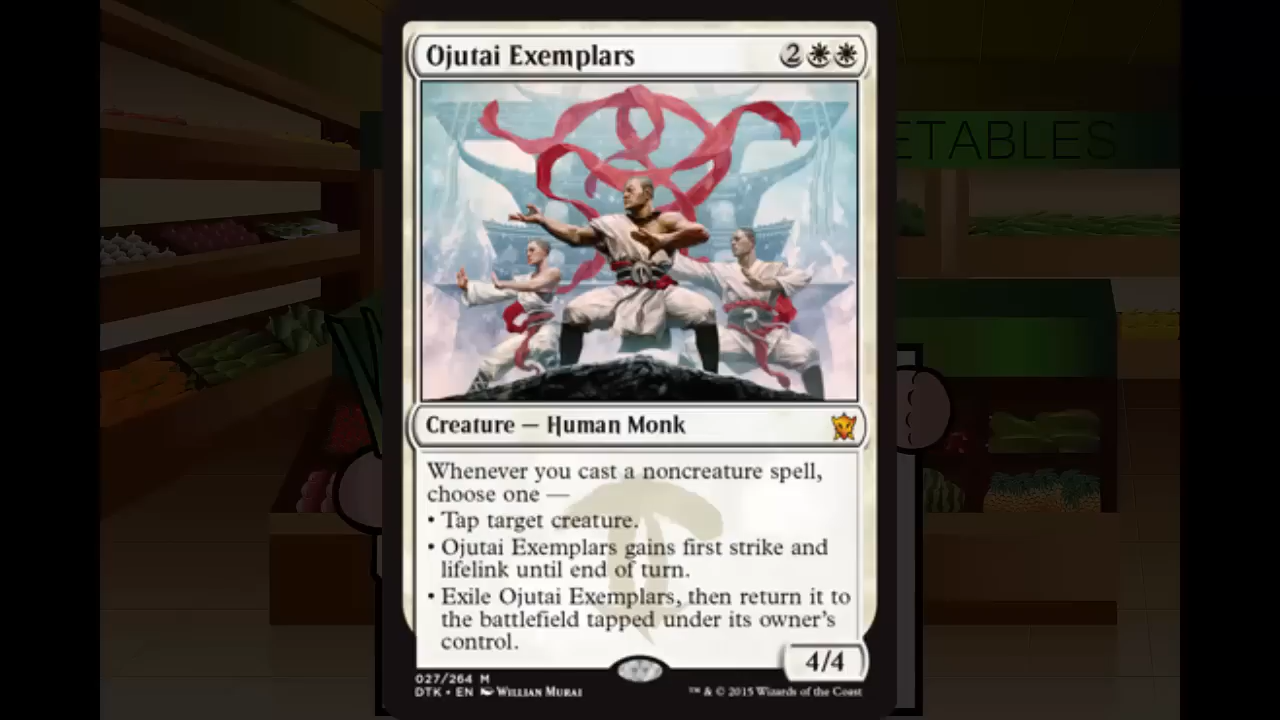 Ojutai Exemplars 2
ETABLES
Creature — Human Monk
Whenever you cast a noncreature spell,
choose one —
• Tap target creature.
• Ojutai Exemplars gains first strike and
lifelink until end of turn.
• Exile Ojutai Exemplars, then return it to
the battlefield tapped under its owner's
control.
4/4
027/264 M
DTK • EN Willian Murai
™ & © 2015 Wizards of the Coast